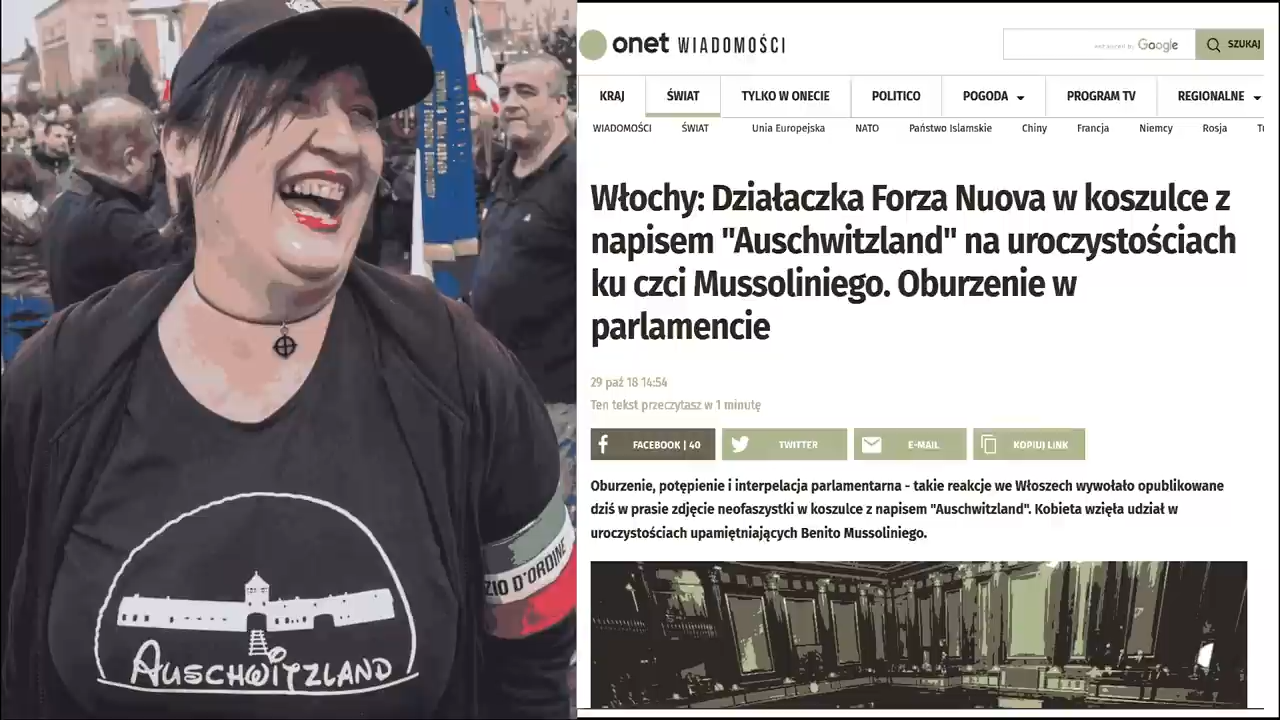 ZIO D'ORDINE
AUSCHWITZLAND
onet WIADOMOŚCI
Google
SZUKAJ
KRAJ ŚWIAT TYLKO W ONECIE POLITICO POGODA PROGRAM TV REGIONALNE
WIADOMOŚCI ŚWIAT Unia Europejska NATO Państwo Islamskie Chiny Francja Niemcy Rosja
Włochy: Działaczka Forza Nuova w koszulce z
napisem "Auschwitzland" na uroczystościach
ku czci Mussoliniego. Oburzenie w
parlamencie
29 paź 18 14:54
Ten tekst przeczytasz w 1 minutę
FACEBOOK | 40 TWITTER E-MAIL KOPIUJ LINK
Oburzenie, potępienie i interpelacja parlamentarna - takie reakcje we Włoszech wywołało opublikowane
dziś w prasie zdjęcie neofaszystki w koszulce z napisem "Auschwitzland". Kobieta wzięła udział w
uroczystościach upamiętniających Benito Mussoliniego.